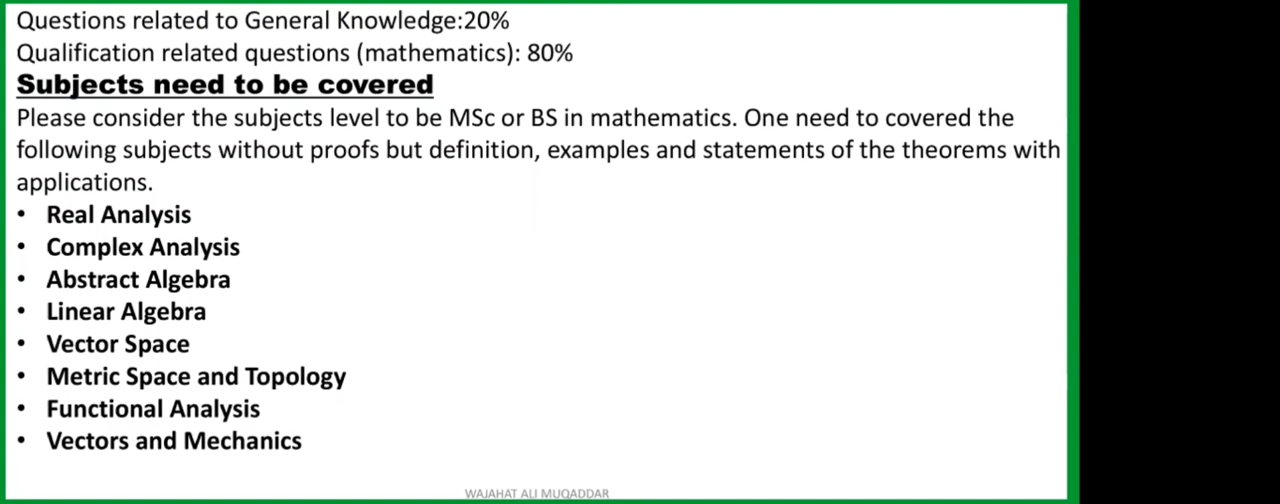 Questions related to General Knowledge:20%
Qualification related questions (mathematics): 80%
Subjects need to be covered
Please consider the subjects level to be MSc or BS in mathematics. One need to covered the
following subjects without proofs but definition, examples and statements of the theorems with
applications.
• Real Analysis
• Complex Analysis
• Abstract Algebra
• Linear Algebra
• Vector Space
• Metric Space and Topology
• Functional Analysis
• Vectors and Mechanics
WAJAHAT ALI MUQADDAR